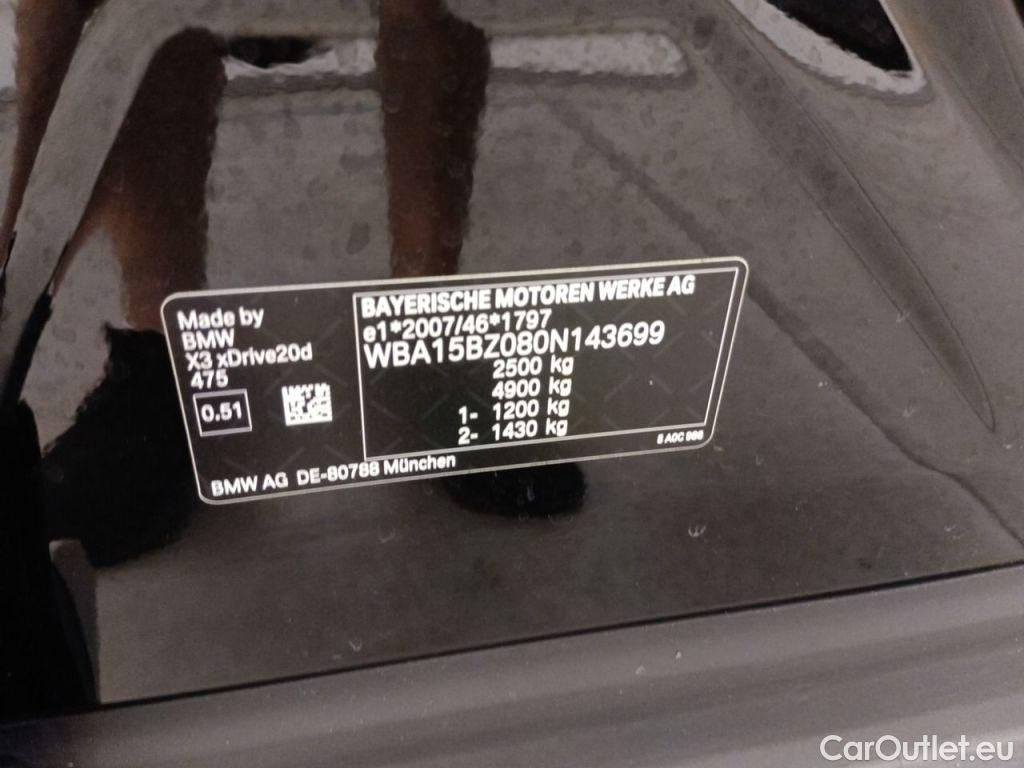 Made by
BMW
X3 xDrive20d
475
0.51
BAYERISCHE MOTOREN WERKE AG
e1*2007/46*1797
WBA15BZ080N143699
2500 kg
4900 kg
1- 1200 kg
2- 1430 kg
BMW AG DE-80788 München
CarOutlet.eu